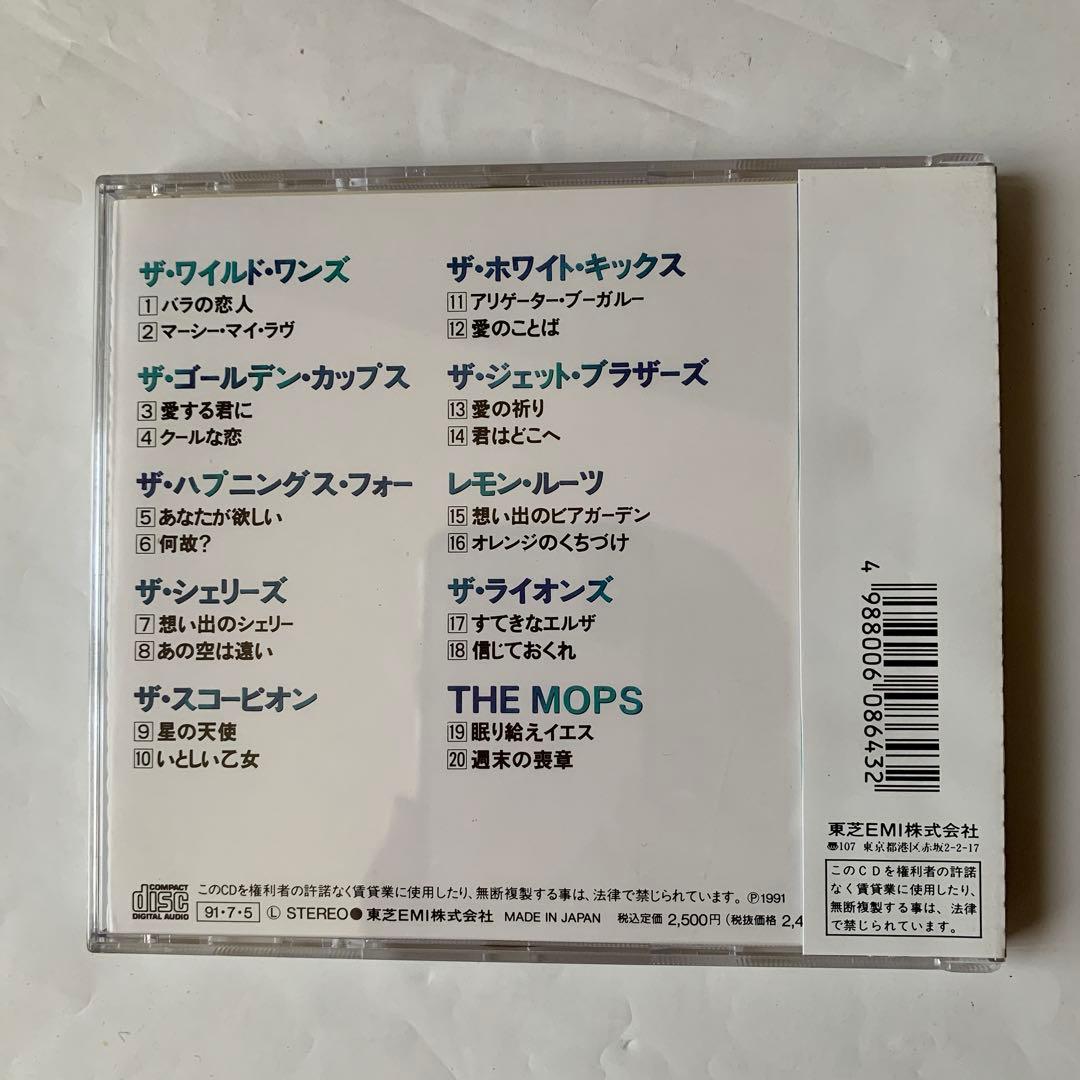 ザ・ワイルド・ワンズ
1 バラの恋人
2 マーシー・マイ・ラヴ
ザ・ゴールデン・カップス
3 愛する君に
4 クールな恋
ザ・ハプニングス・フォー
5 あなたが欲しい
6 何故?
ザ・シェリーズ
7 想い出のシェリー
8 あの空は遠い
ザ・スコーピオン
9 星の天使
10 いとしい乙女
ザ・ホワイト・キックス
11 アリゲーター・ブーガルー
12 愛のことば
ザ・ジェット・ブラザーズ
13 愛の祈り
14 君はどこへ
レモン・ルーツ
15 想い出のビアガーデン
16 オレンジのくちづけ
ザ・ライオンズ
17 すてきなエルザ
18 信じておくれ
THE MOPS
19 眠り給えイエス
20 週末の喪章
COMPACT
disc
DIGITAL AUDIO
このCDを権利者の許諾なく賃貸業に使用したり、無断複製する事は、法律で禁じられています。Ⓟ1991
91・7・5 Ⓛ STEREO● 東芝EMI株式会社 MADE IN JAPAN 税込定価 2,500円 (税抜価格 2,4
4 988006 086432
東芝EMI株式会社
〠107 東京都港区赤坂2-2-17
このCDを権利者の許諾
なく賃貸業に使用したり、
無断複製する事は、法律
で禁じられています。